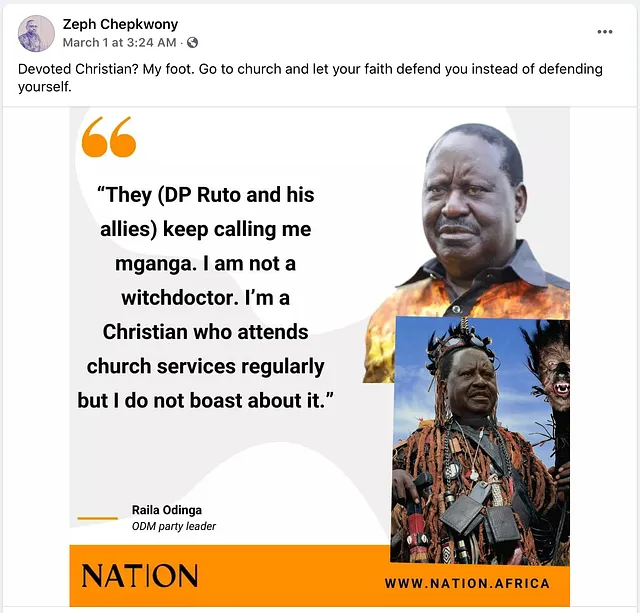 Zeph Chepkwony
March 1 at 3:24 AM ·
Devoted Christian? My foot. Go to church and let your faith defend you instead of defending
yourself.
“They (DP Ruto and his
allies) keep calling me
mganga. I am not a
witchdoctor. I’m a
Christian who attends
church services regularly
but I do not boast about it.”
Raila Odinga
ODM party leader
NATION
WWW.NATION.AFRICA